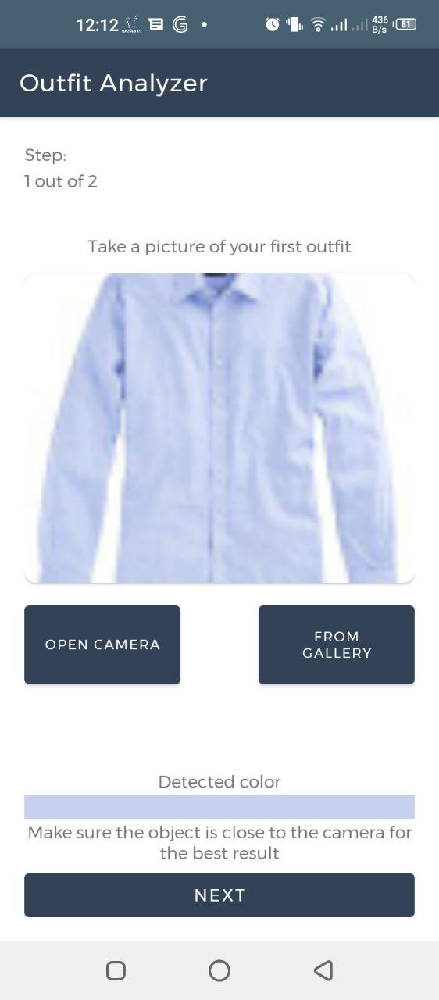 12:12
436
B/s
81
Outfit Analyzer
Step:
1 out of 2
Take a picture of your first outfit
OPEN CAMERA
FROM
GALLERY
Detected color
Make sure the object is close to the camera for
the best result
NEXT